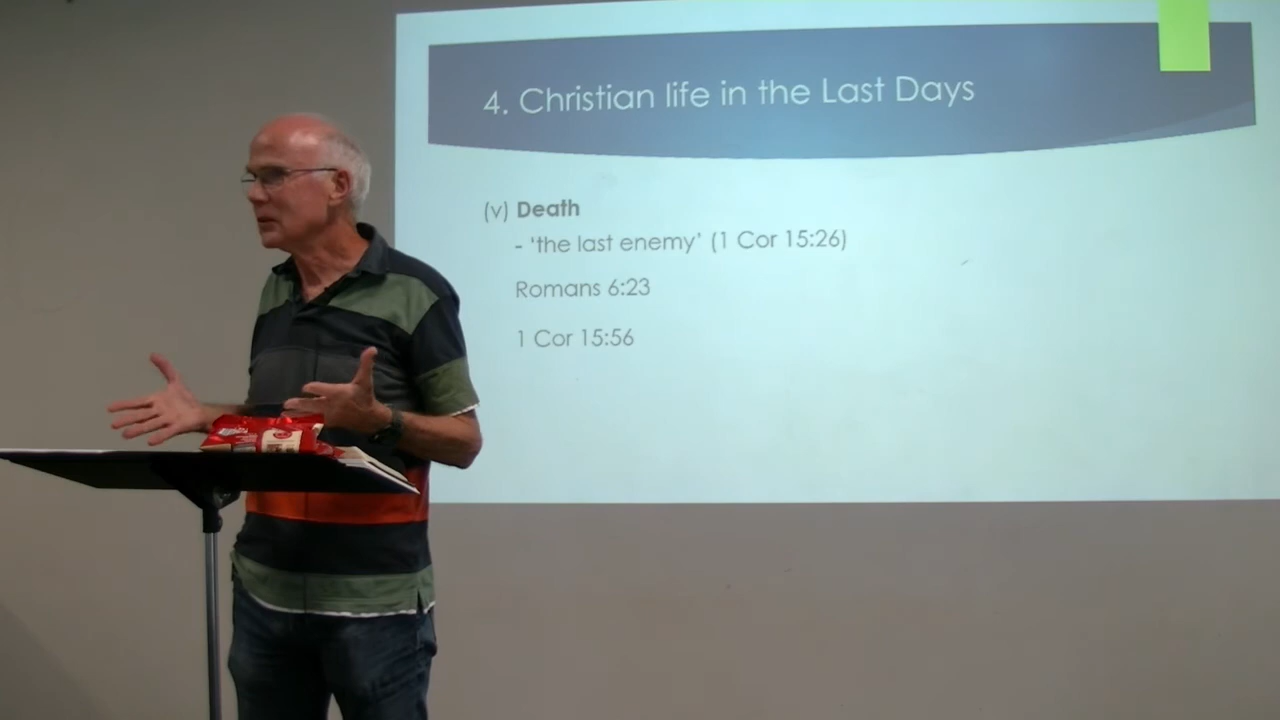 4. Christian life in the Last Days
(v) Death
- ‘the last enemy’ (1 Cor 15:26)
Romans 6:23
1 Cor 15:56